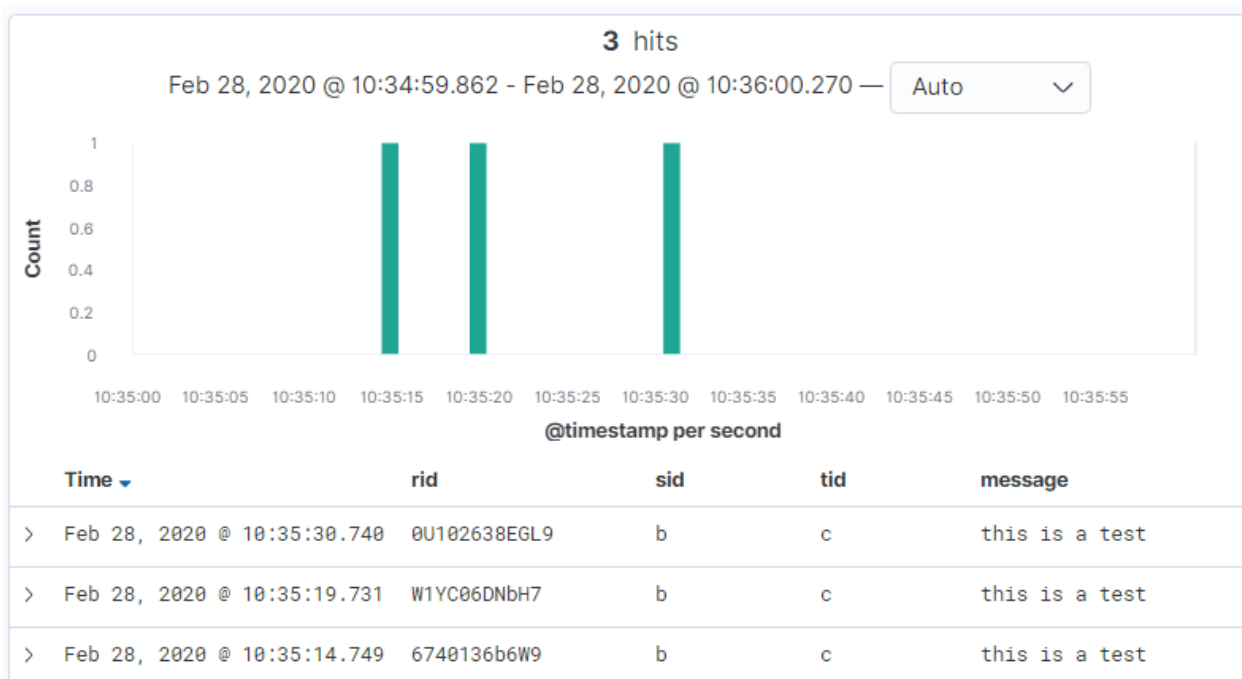 3 hits
Feb 28, 2020 @ 10:34:59.862 - Feb 28, 2020 @ 10:36:00.270 — Auto
Count
1
0.8
0.6
0.4
0.2
0
10:35:00 10:35:05 10:35:10 10:35:15 10:35:20 10:35:25 10:35:30 10:35:35 10:35:40 10:35:45 10:35:50 10:35:55
@timestamp per second
Time rid sid tid message
Feb 28, 2020 @ 10:35:30.740 0U102638EGL9 b c this is a test
Feb 28, 2020 @ 10:35:19.731 W1YC06DNbH7 b c this is a test
Feb 28, 2020 @ 10:35:14.749 6740136b6W9 b c this is a test